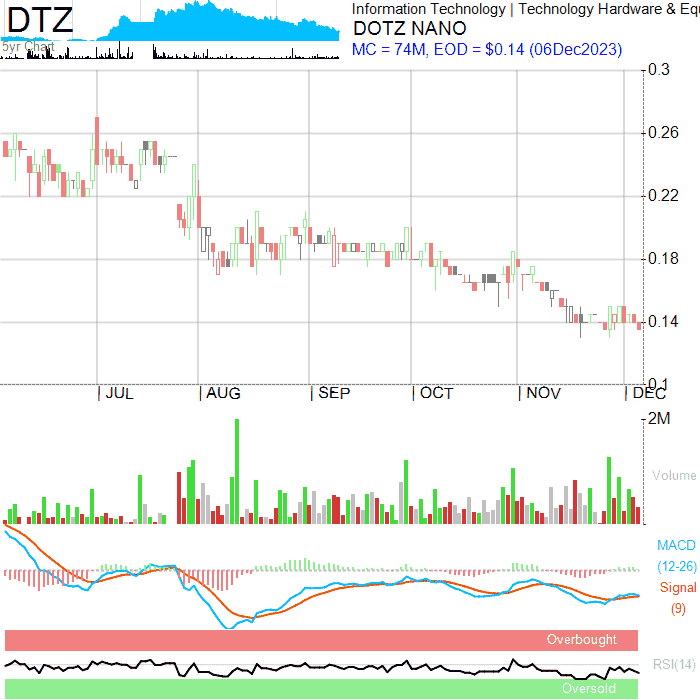 DTZ
Information Technology | Technology Hardware & Equ
DOTZ NANO
5yr Chart
MC = 74M, EOD = $0.14 (06Dec2023)
0.3
0.26
0.22
0.18
0.14
0.1
JUL AUG SEP OCT NOV DEC
2M
Volume
MACD
(12-26)
Signal
(9)
Overbought
RSI(14)
Oversold